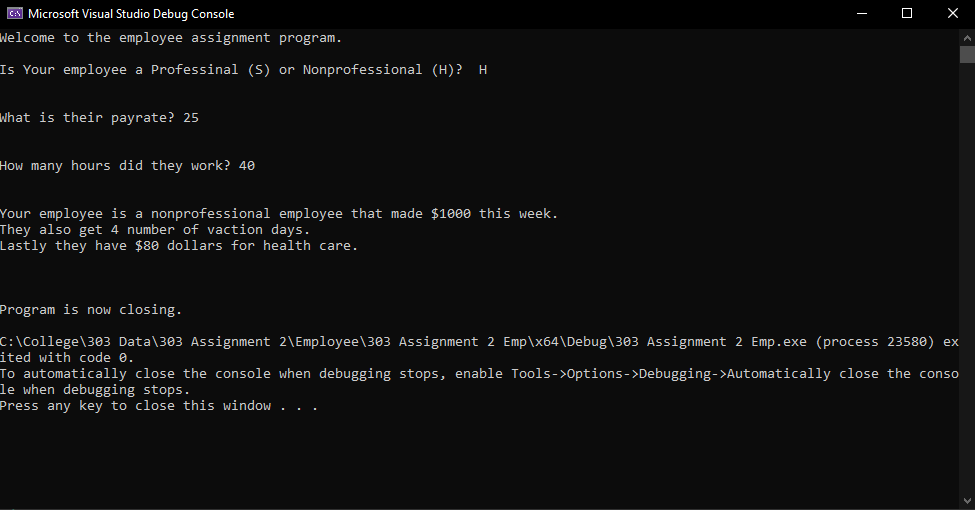 Microsoft Visual Studio Debug Console
Welcome to the employee assignment program.
Is Your employee a Professinal (S) or Nonprofessional (H)?  H
What is their payrate? 25
How many hours did they work? 40
Your employee is a nonprofessional employee that made $1000 this week.
They also get 4 number of vaction days.
Lastly they have $80 dollars for health care.
Program is now closing.
C:\College\303 Data\303 Assignment 2\Employee\303 Assignment 2 Emp\x64\Debug\303 Assignment 2 Emp.exe (process 23580) ex
ited with code 0.
To automatically close the console when debugging stops, enable Tools->Options->Debugging->Automatically close the conso
le when debugging stops.
Press any key to close this window . . .